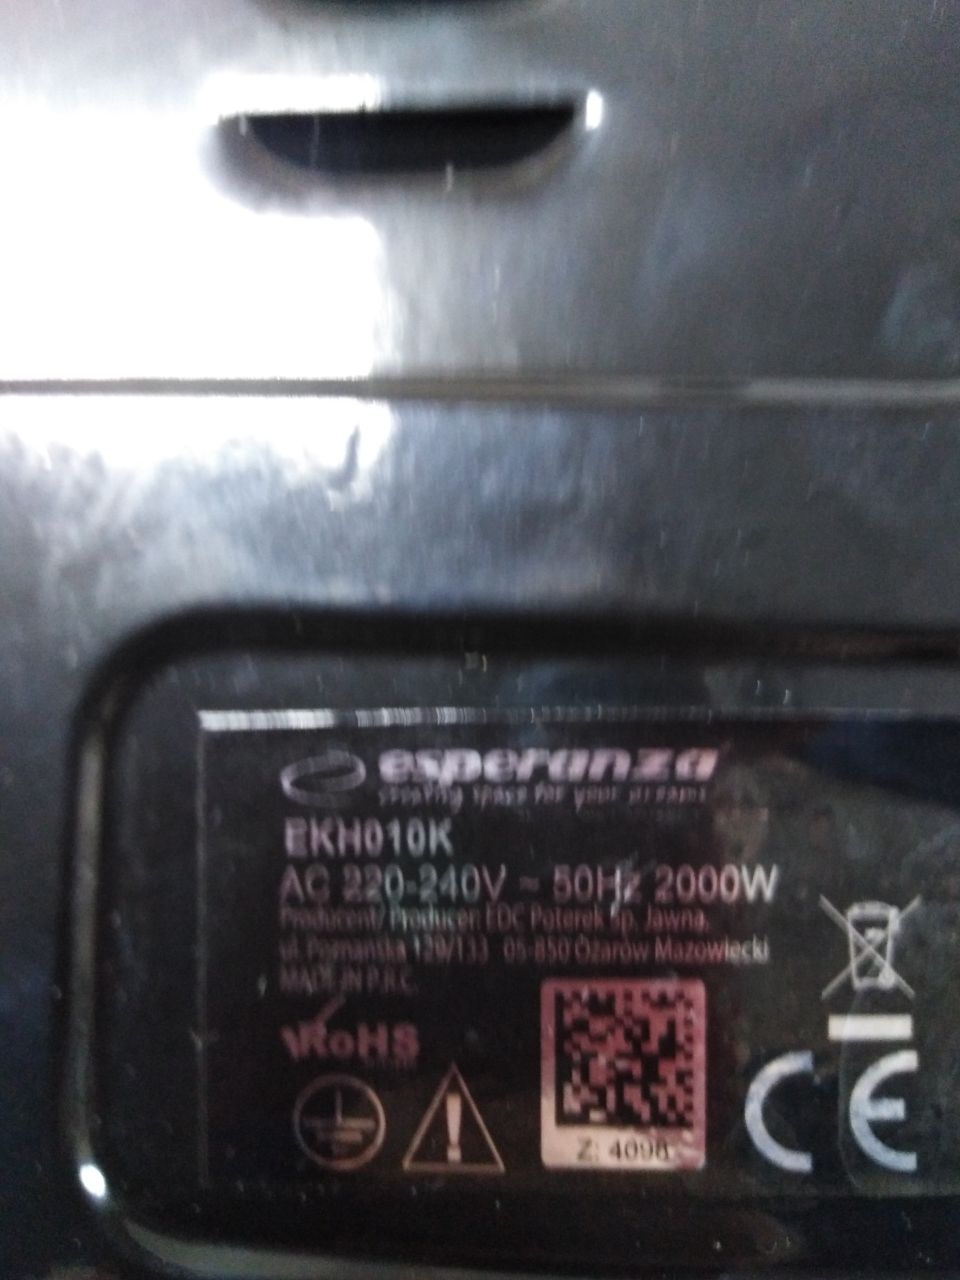 esperanza
creating space for your dreams
EKH010K
AC 220-240V ~ 50Hz 2000W
Producent/ Producer: EDC Poterek Sp. Jawna.
ul. Poznańska 129/133 05-850 Ożarów Mazowiecki
MADE IN P.R.C.
RoHS
Z: 4098
CE